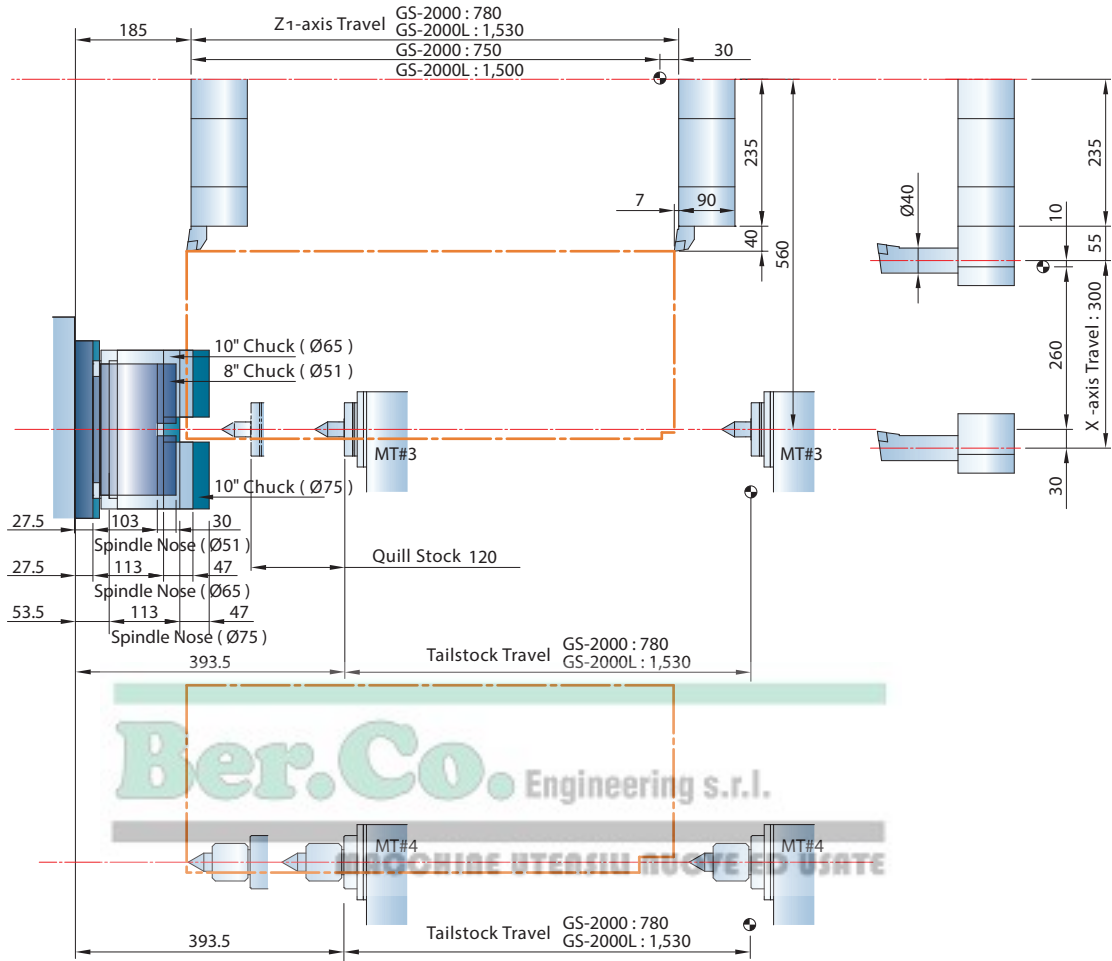 185
Z1-axis Travel
GS-2000 : 780
GS-2000L : 1,530
GS-2000 : 750
GS-2000L : 1,500
30
235
7
90
40
560
235
Ø40
10
55
260
X -axis Travel : 300
30
10" Chuck ( Ø65 )
8" Chuck ( Ø51 )
MT#3
MT#3
10" Chuck ( Ø75 )
27.5
103
30
Spindle Nose ( Ø51 )
Quill Stock 120
27.5
113
47
Spindle Nose ( Ø65 )
53.5
113
47
Spindle Nose ( Ø75 )
393.5
Tailstock Travel
GS-2000 : 780
GS-2000L : 1,530
Ber.Co. Engineering s.r.l.
MT#4
MT#4
MACCHINE UTENSILI NUOVE ED USATE
393.5
Tailstock Travel
GS-2000 : 780
GS-2000L : 1,530